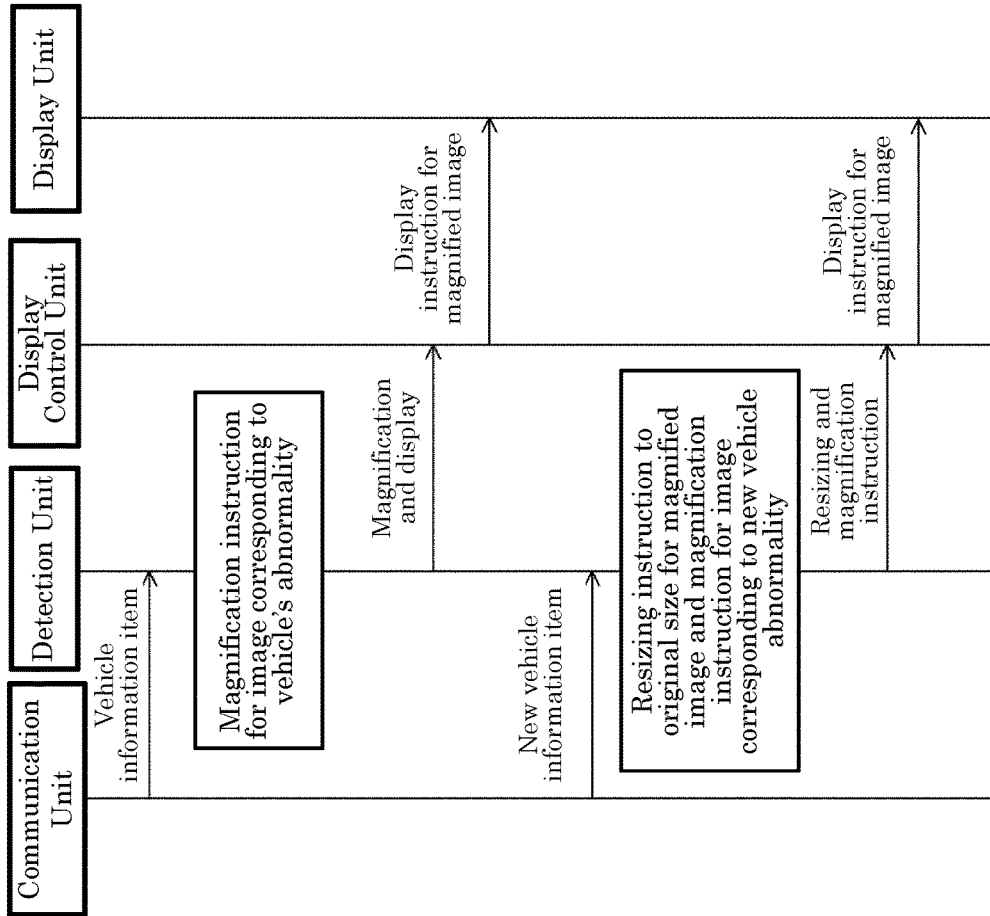 Communication
Unit
Detection Unit
Display
Control Unit
Display Unit
Vehicle
information item
Magnification instruction
for image corresponding to
vehicle's abnormality
Magnification
and display
Display
instruction for
magnified image
New vehicle
information item
Resizing instruction to
original size for magnified
image and magnification
instruction for image
corresponding to new vehicle
abnormality
Resizing and
magnification
instruction
Display
instruction for
magnified image